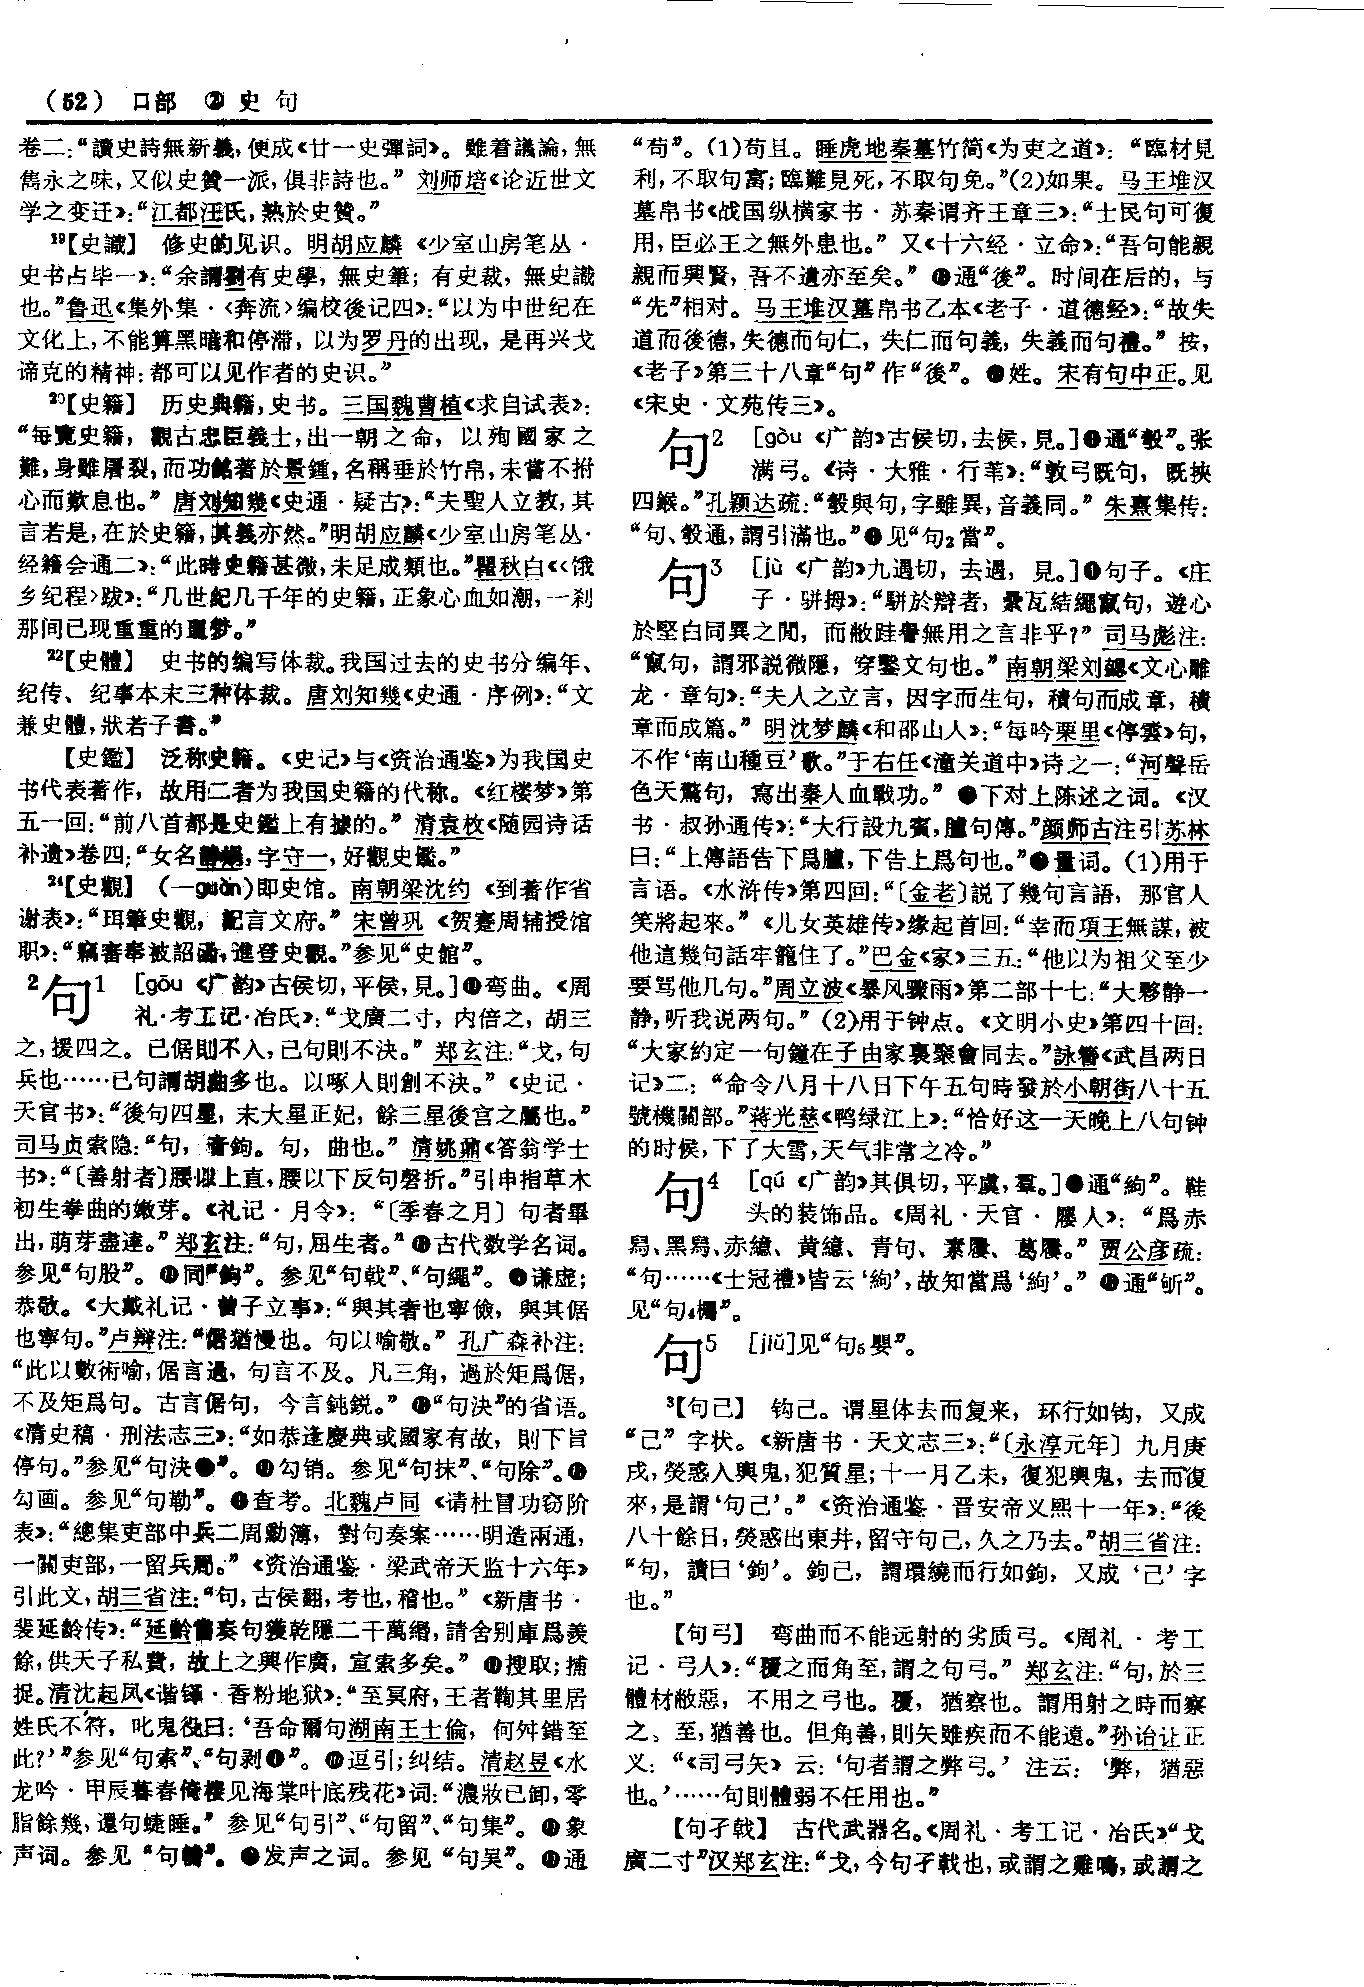 (52) 口部 ② 史句
卷二:“讀史詩無新義,便成《廿一史彈詞》。雖着議論,無
雋永之味,又似史贊一派,俱非詩也。” 刘师培《论近世文
学之变迁》:“江都汪氏,熟於史贊。”
¹⁹【史識】 修史的见识。明胡应麟《少室山房笔丛·
史书占毕一》:“余謂劉有史學,無史筆;有史裁,無史識
也。”鲁迅《集外集·〈奔流〉编校後记四》:“以为中世纪在
文化上,不能算黑暗和停滞,以为罗丹的出现,是再兴戈
谛克的精神:都可以见作者的史识。”
²⁰【史籍】 历史典籍,史书。三国魏曹植《求自试表》:
“每覽史籍,觀古忠臣義士,出一朝之命,以殉國家之
難,身雖屠裂,而功銘著於景鍾,名稱垂於竹帛,未嘗不拊
心而歎息也。” 唐刘知幾《史通·疑古》:“夫聖人立教,其
言若是,在於史籍,其義亦然。”明胡应麟《少室山房笔丛·
经籍会通二》:“此時史籍甚微,未足成類也。”瞿秋白《〈饿
乡纪程〉跋》:“几世紀几千年的史籍,正象心血如潮,一刹
那间已现重重的噩梦。”
²²【史體】 史书的编写体裁。我国过去的史书分编年、
纪传、纪事本末三种体裁。唐刘知幾《史通·序例》:“文
兼史體,狀若子書。”
【史鑑】 泛称史籍。《史记》与《资治通鉴》为我国史
书代表著作,故用二者为我国史籍的代称。《红楼梦》第
五一回:“前八首都是史鑑上有據的。” 清袁枚《随园诗话
补遗》卷四:“女名,字守一,好觀史鑑。”
²⁴【史觀】 (—guàn)即史馆。南朝梁沈约《到著作省
谢表》:“珥筆史觀,記言文府。” 宋曾巩《贺蹇周辅授馆
职》:“竊審奉被詔函,進登史觀。”参见“史館”。
²句¹ [gōu 《广韵》古侯切,平侯,見。]❶弯曲。《周
礼·考工记·冶氏》:“戈廣二寸,内倍之,胡三
之,援四之。已倨則不入,已句則不決。” 郑玄注:“戈,句
兵也……已句謂胡曲多也。以啄人則創不決。”《史记·
天官书》:“後句四星,末大星正妃,餘三星後宫之屬也。”
司马贞索隐:“句,音鉤。句,曲也。” 清姚鼐《答翁学士
书》:“〔善射者〕腰以上直,腰以下反句磬折。”引申指草木
初生拳曲的嫩芽。《礼记·月令》:“〔季春之月〕句者畢
出,萌芽盡達。”郑玄注:“句,屈生者。”❷古代数学名词。
参见“句股”。❸同“鉤”。参见“句戟”、“句繩”。❹谦虚;
恭敬。《大戴礼记·曾子立事》:“與其奢也寧儉,與其倨
也寧句。”卢辩注:“倨猶慢也。句以喻敬。”孔广森补注:
“此以數術喻,倨言過,句言不及。凡三角,過於矩爲倨,
不及矩爲句。古言倨句,今言鈍鋭。”❺“句决”的省语。
《清史稿·刑法志三》:“如恭逢慶典或國家有故,則下旨
停句。”参见“句決❷”。❻勾销。参见“句抹”、“句除”。❼
勾画。参见“句勒”。❽查考。北魏卢同《请杜冒功窃阶
表》:“總集吏部中兵二局勳簿,對句奏案……明造兩通,
一關吏部,一留兵局。”《资治通鉴·梁武帝天监十六年》
引此文,胡三省注:“句,古侯翻,考也,稽也。”《新唐书·
裴延龄传》:“延齡嘗奏句獲乾隱二千萬緡,請舍别庫爲羨
餘,供天子私費,故上之興作廣,宣索多矣。” ❾搜取;捕
捉。清沈起凤《谐铎·香粉地狱》:“至冥府,王者鞫其里居
姓氏不符,叱鬼役曰:‘吾命爾句湖南王士倫,何舛錯至
此?’”参见“句索”、“句剥❶”。❿逗引;纠结。清赵昱《水
龙吟·甲辰暮春倚楼见海棠叶底残花》词:“濃妝已卸,零
脂餘幾,還句蜨睡。” 参见“句引”、“句留”、“句集”。⓫象
声词。参见“句輈”。⓬发声之词。参见“句吴”。⓭通
“苟”。(1)苟且。睡虎地秦墓竹简《为吏之道》:“臨材見
利,不取句富;臨難見死,不取句免。”(2)如果。马王堆汉
墓帛书《战国纵横家书·苏秦谓齐王章三》:“士民句可復
用,臣必王之無外患也。” 又《十六经·立命》:“吾句能親
親而興賢,吾不遺亦至矣。” ⓮通“後”。时间在后的,与
“先”相对。马王堆汉墓帛书乙本《老子·道德经》:“故失
道而後德,失德而句仁,失仁而句義,失義而句禮。” 按,
《老子》第三十八章“句”作“後”。⓯姓。宋有句中正。见
《宋史·文苑传三》。
句² [gòu 《广韵》古候切,去候,見。]❶通“彀”。张
满弓。《诗·大雅·行苇》:“敦弓既句,既挾
四鍭。”孔颖达疏:“彀與句,字雖異,音義同。” 朱熹集传:
“句、彀通,謂引滿也。”❷见“句₂當”。
句³ [jù 《广韵》九遇切,去遇,見。]❶句子。《庄
子·骈拇》:“駢於辯者,纍瓦結繩竄句,遊心
於堅白同異之閒,而敝跬譽無用之言非乎?” 司马彪注:
“竄句,謂邪説微隱,穿鑿文句也。” 南朝梁刘勰《文心雕
龙·章句》:“夫人之立言,因字而生句,積句而成章,積
章而成篇。” 明沈梦麟《和邵山人》:“每吟栗里《停雲》句,
不作‘南山種豆’歌。”于右任《潼关道中》诗之一:“河聲岳
色天驚句,寫出秦人血戰功。” ❷下对上陈述之词。《汉
书·叔孙通传》:“大行設九賓,臚句傳。”颜师古注引苏林
曰:“上傳語告下爲臚,下告上爲句也。”❸量词。(1)用于
言语。《水浒传》第四回:“〔金老〕説了幾句言語,那官人
笑將起來。”《儿女英雄传》缘起首回:“幸而項王無謀,被
他這幾句話牢籠住了。”巴金《家》三五:“他以为祖父至少
要骂他几句。”周立波《暴风骤雨》第二部十七:“大夥静一
静,听我说两句。”(2)用于钟点。《文明小史》第四十回:
“大家約定一句鐘在子由家裏聚會同去。”詠簪《武昌两日
记》二:“命令八月十八日下午五句時發於小朝街八十五
號機關部。”蒋光慈《鸭绿江上》:“恰好这一天晚上八句钟
的时候,下了大雪,天气非常之冷。”
句⁴ [qú 《广韵》其俱切,平虞,羣。]❶通“絇”。鞋
头的装饰品。《周礼·天官·屦人》:“爲赤
舄、黑舄、赤繶、黄繶、青句、素屨、葛屨。” 贾公彦疏:
“句……《士冠禮》皆云‘絇’,故知當爲‘絇’。” ❷通“斪”。
见“句₄欘”。
句⁵ [jiǔ]见“句₅嬰”。
³【句己】 钩己。谓星体去而复来,环行如钩,又成
“己”字状。《新唐书·天文志三》:“〔永淳元年〕九月庚
戌,熒惑入輿鬼,犯質星;十一月乙未,復犯輿鬼,去而復
來,是謂‘句己’。”《资治通鉴·晋安帝义熙十一年》:“後
八十餘日,熒惑出東井,留守句己,久之乃去。”胡三省注:
“句,讀曰‘鉤’。鉤己,謂環繞而行如鉤,又成‘己’字
也。”
【句弓】 弯曲而不能远射的劣质弓。《周礼·考工
记·弓人》:“覆之而角至,謂之句弓。” 郑玄注:“句,於三
體材敝惡,不用之弓也。覆,猶察也。謂用射之時而察
之。至,猶善也。但角善,則矢雖疾而不能遠。”孙诒让正
义:“《司弓矢》云:‘句者謂之弊弓。’ 注云:‘弊,猶惡
也。’……句則體弱不任用也。”
【句孑戟】 古代武器名。《周礼·考工记·冶氏》“戈
廣二寸”汉郑玄注:“戈,今句孑戟也,或謂之雞鳴,或謂之